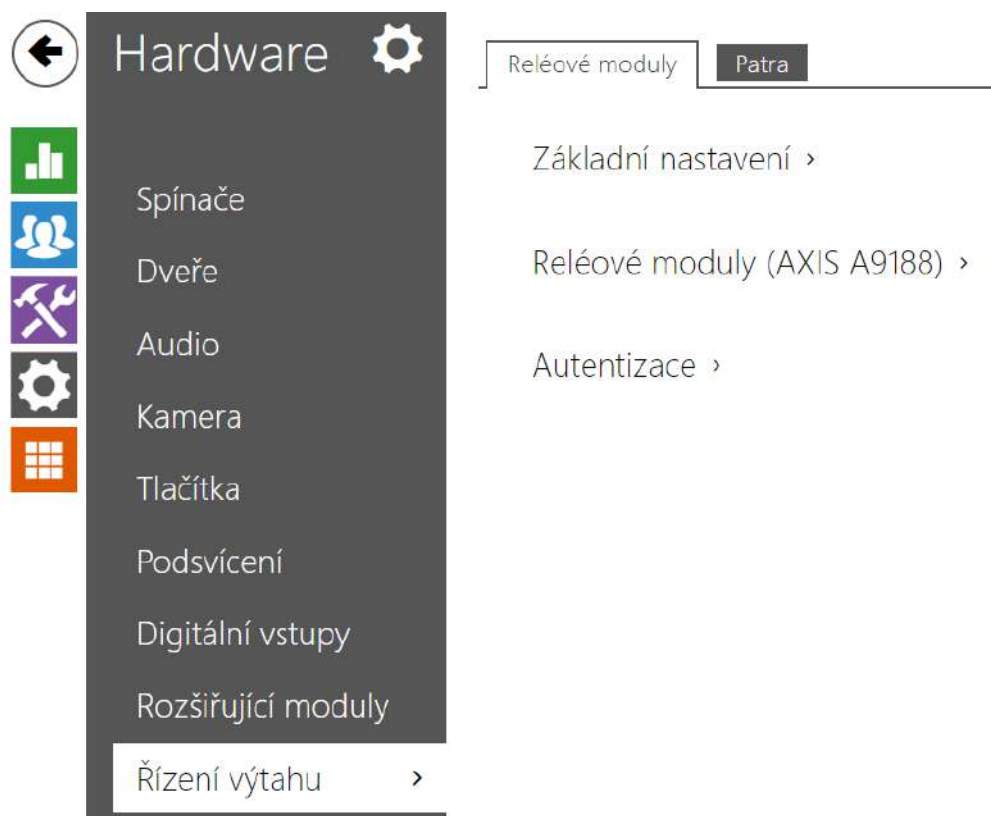 Hardware
Spínače
Dveře
Audio
Kamera
Tlačítka
Podsvícení
Digitální vstupy
Rozšiřující moduly
Řízení výtahu
Reléové moduly
Patra
Základní nastavení
Reléové moduly (AXIS A9188)
Autentizace